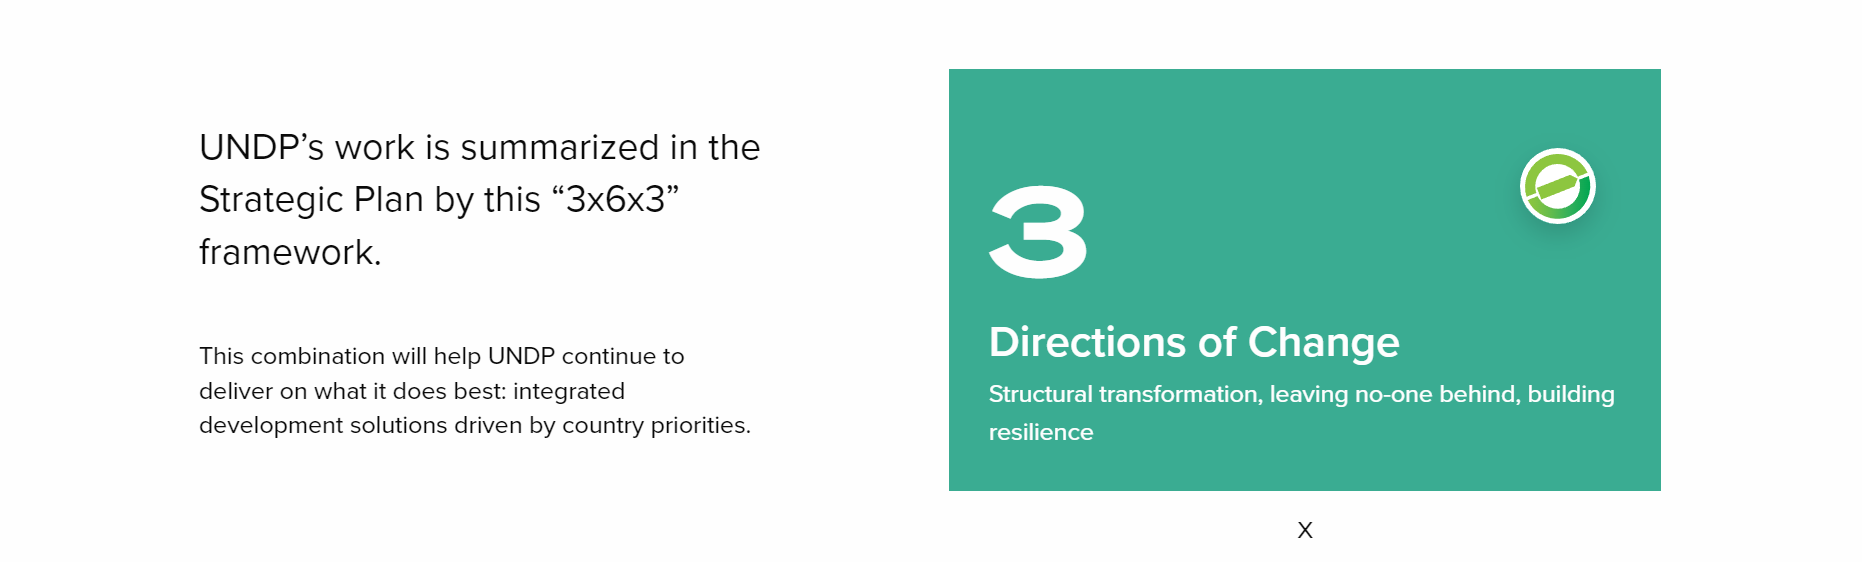 UNDP’s work is summarized in the
Strategic Plan by this “3x6x3”
framework.
This combination will help UNDP continue to
deliver on what it does best: integrated
development solutions driven by country priorities.
3
Directions of Change
Structural transformation, leaving no-one behind, building
resilience
X